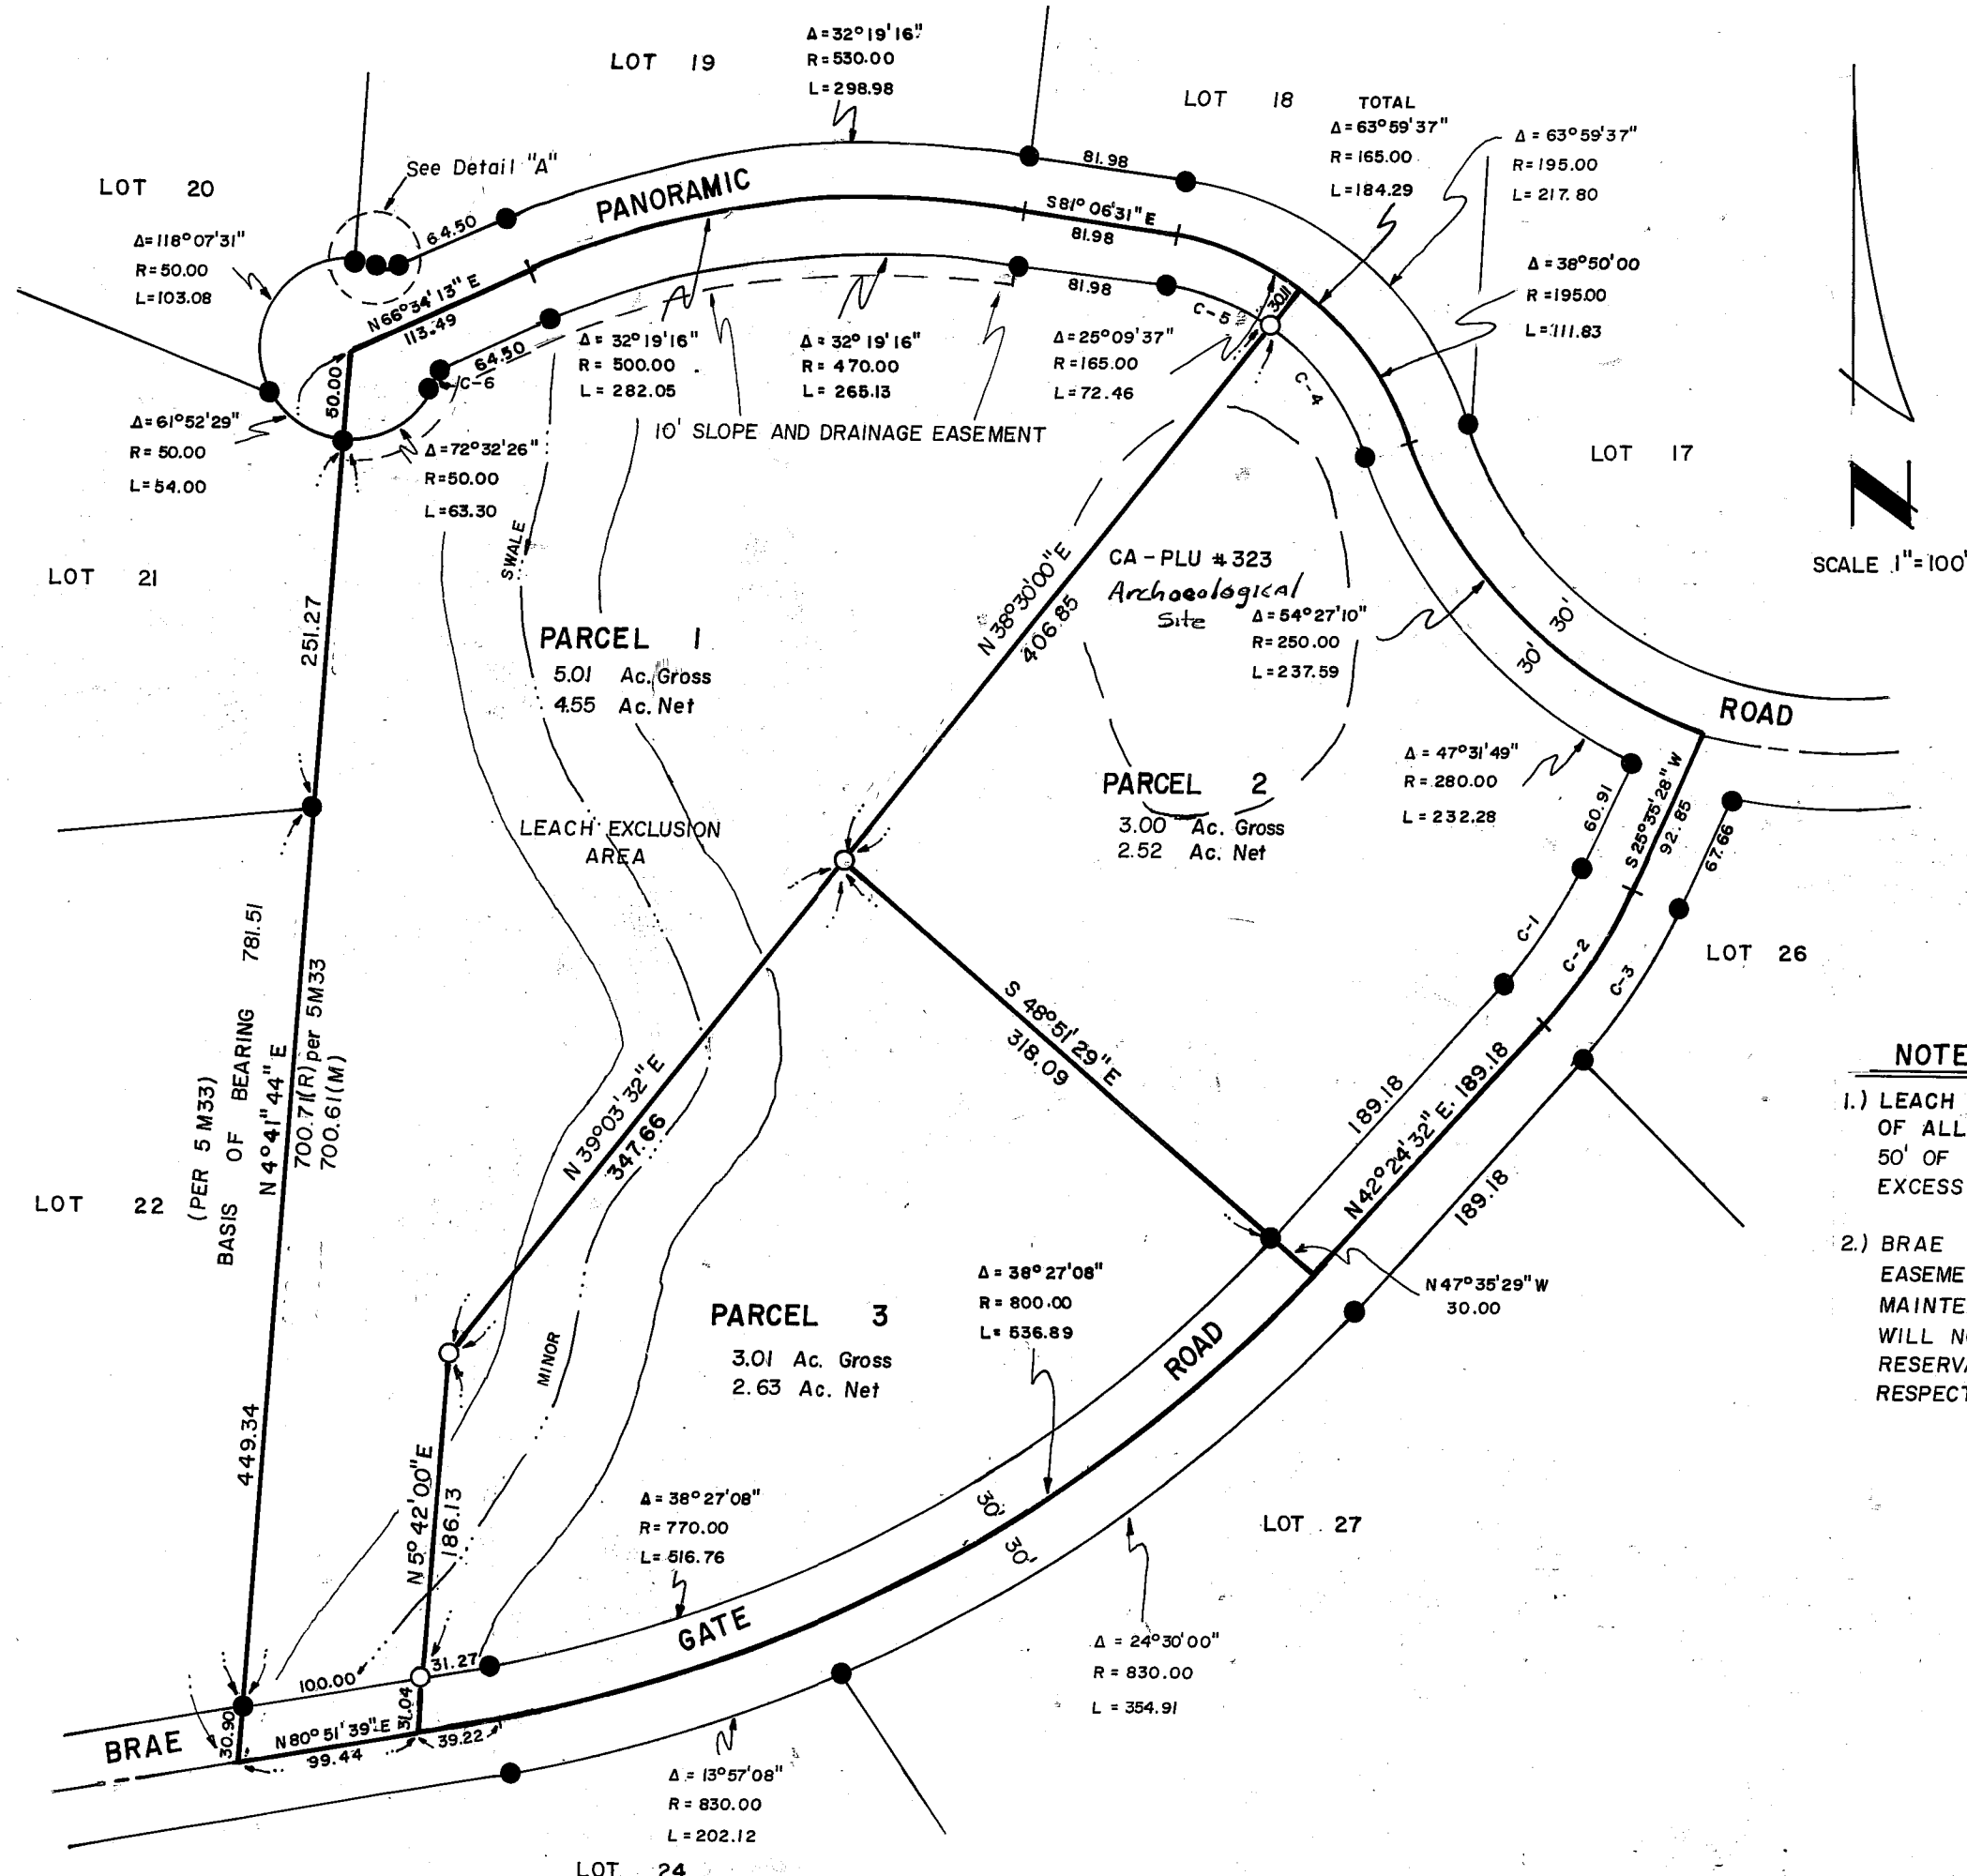 LOT 19
Δ=32°19'16"
R=530.00
L=298.98
LOT 18
TOTAL
Δ=63°59'37"
R=165.00
L=184.29
Δ=63°59'37"
R=195.00
L=217.80
See Detail "A"
LOT 20
Δ=118°07'31"
R=50.00
L=103.08
64.50
PANORAMIC
81.98
S81°06'31"E
81.98
81.98
Δ=38°50'00
R=195.00
L=111.83
N66°34'13"E
113.49
64.50
C-6
50.00
Δ=32°19'16"
R=500.00
L=282.05
Δ=32°19'16"
R=470.00
L=265.13
Δ=25°09'37"
R=165.00
L=72.46
C-5
30.11
C-4
10' SLOPE AND DRAINAGE EASEMENT
Δ=61°52'29"
R=50.00
L=54.00
Δ=72°32'26"
R=50.00
L=63.30
LOT 17
N
SCALE 1"=100'
LOT 21
251.27
SWALE
PARCEL 1
5.01 Ac. Gross
4.55 Ac. Net
N38°30'00"E
406.85
CA-PLU #323
Archaeological
Site
Δ=54°27'10"
R=250.00
L=237.59
30'
30'
ROAD
Δ=47°31'49"
R=280.00
L=232.28
PARCEL 2
3.00 Ac. Gross
2.52 Ac. Net
LEACH EXCLUSION
AREA
60.91
S25°35'28"W
92.85
67.66
C-1
C-2
C-3
LOT 26
(PER 5M33)
BASIS OF BEARING 781.51
N4°41'44"E
700.71(R)per 5M33
700.61(M)
LOT 22
S 48°51'29"E
318.09
N39°03'32"E
347.66
189.18
N42°24'32"E, 189.18
189.18
NOTE
1.) LEACH
OF ALL
50' OF
EXCESS
2.) BRAE
EASEME
MAINTE
WILL N
RESERVA
RESPECT
N47°35'29"W
30.00
Δ=38°27'08"
R=800.00
L=536.89
PARCEL 3
3.01 Ac. Gross
2.63 Ac. Net
ROAD
MINOR
449.34
N5°42'00"E
186.13
Δ=38°27'08"
R=770.00
L=516.76
30'
30'
LOT 27
GATE
Δ=24°30'00"
R=830.00
L=354.91
31.27
100.00
31.04
30.90
BRAE
N80°51'39"E
99.44
39.22
Δ=13°57'08"
R=830.00
L=202.12
LOT 24